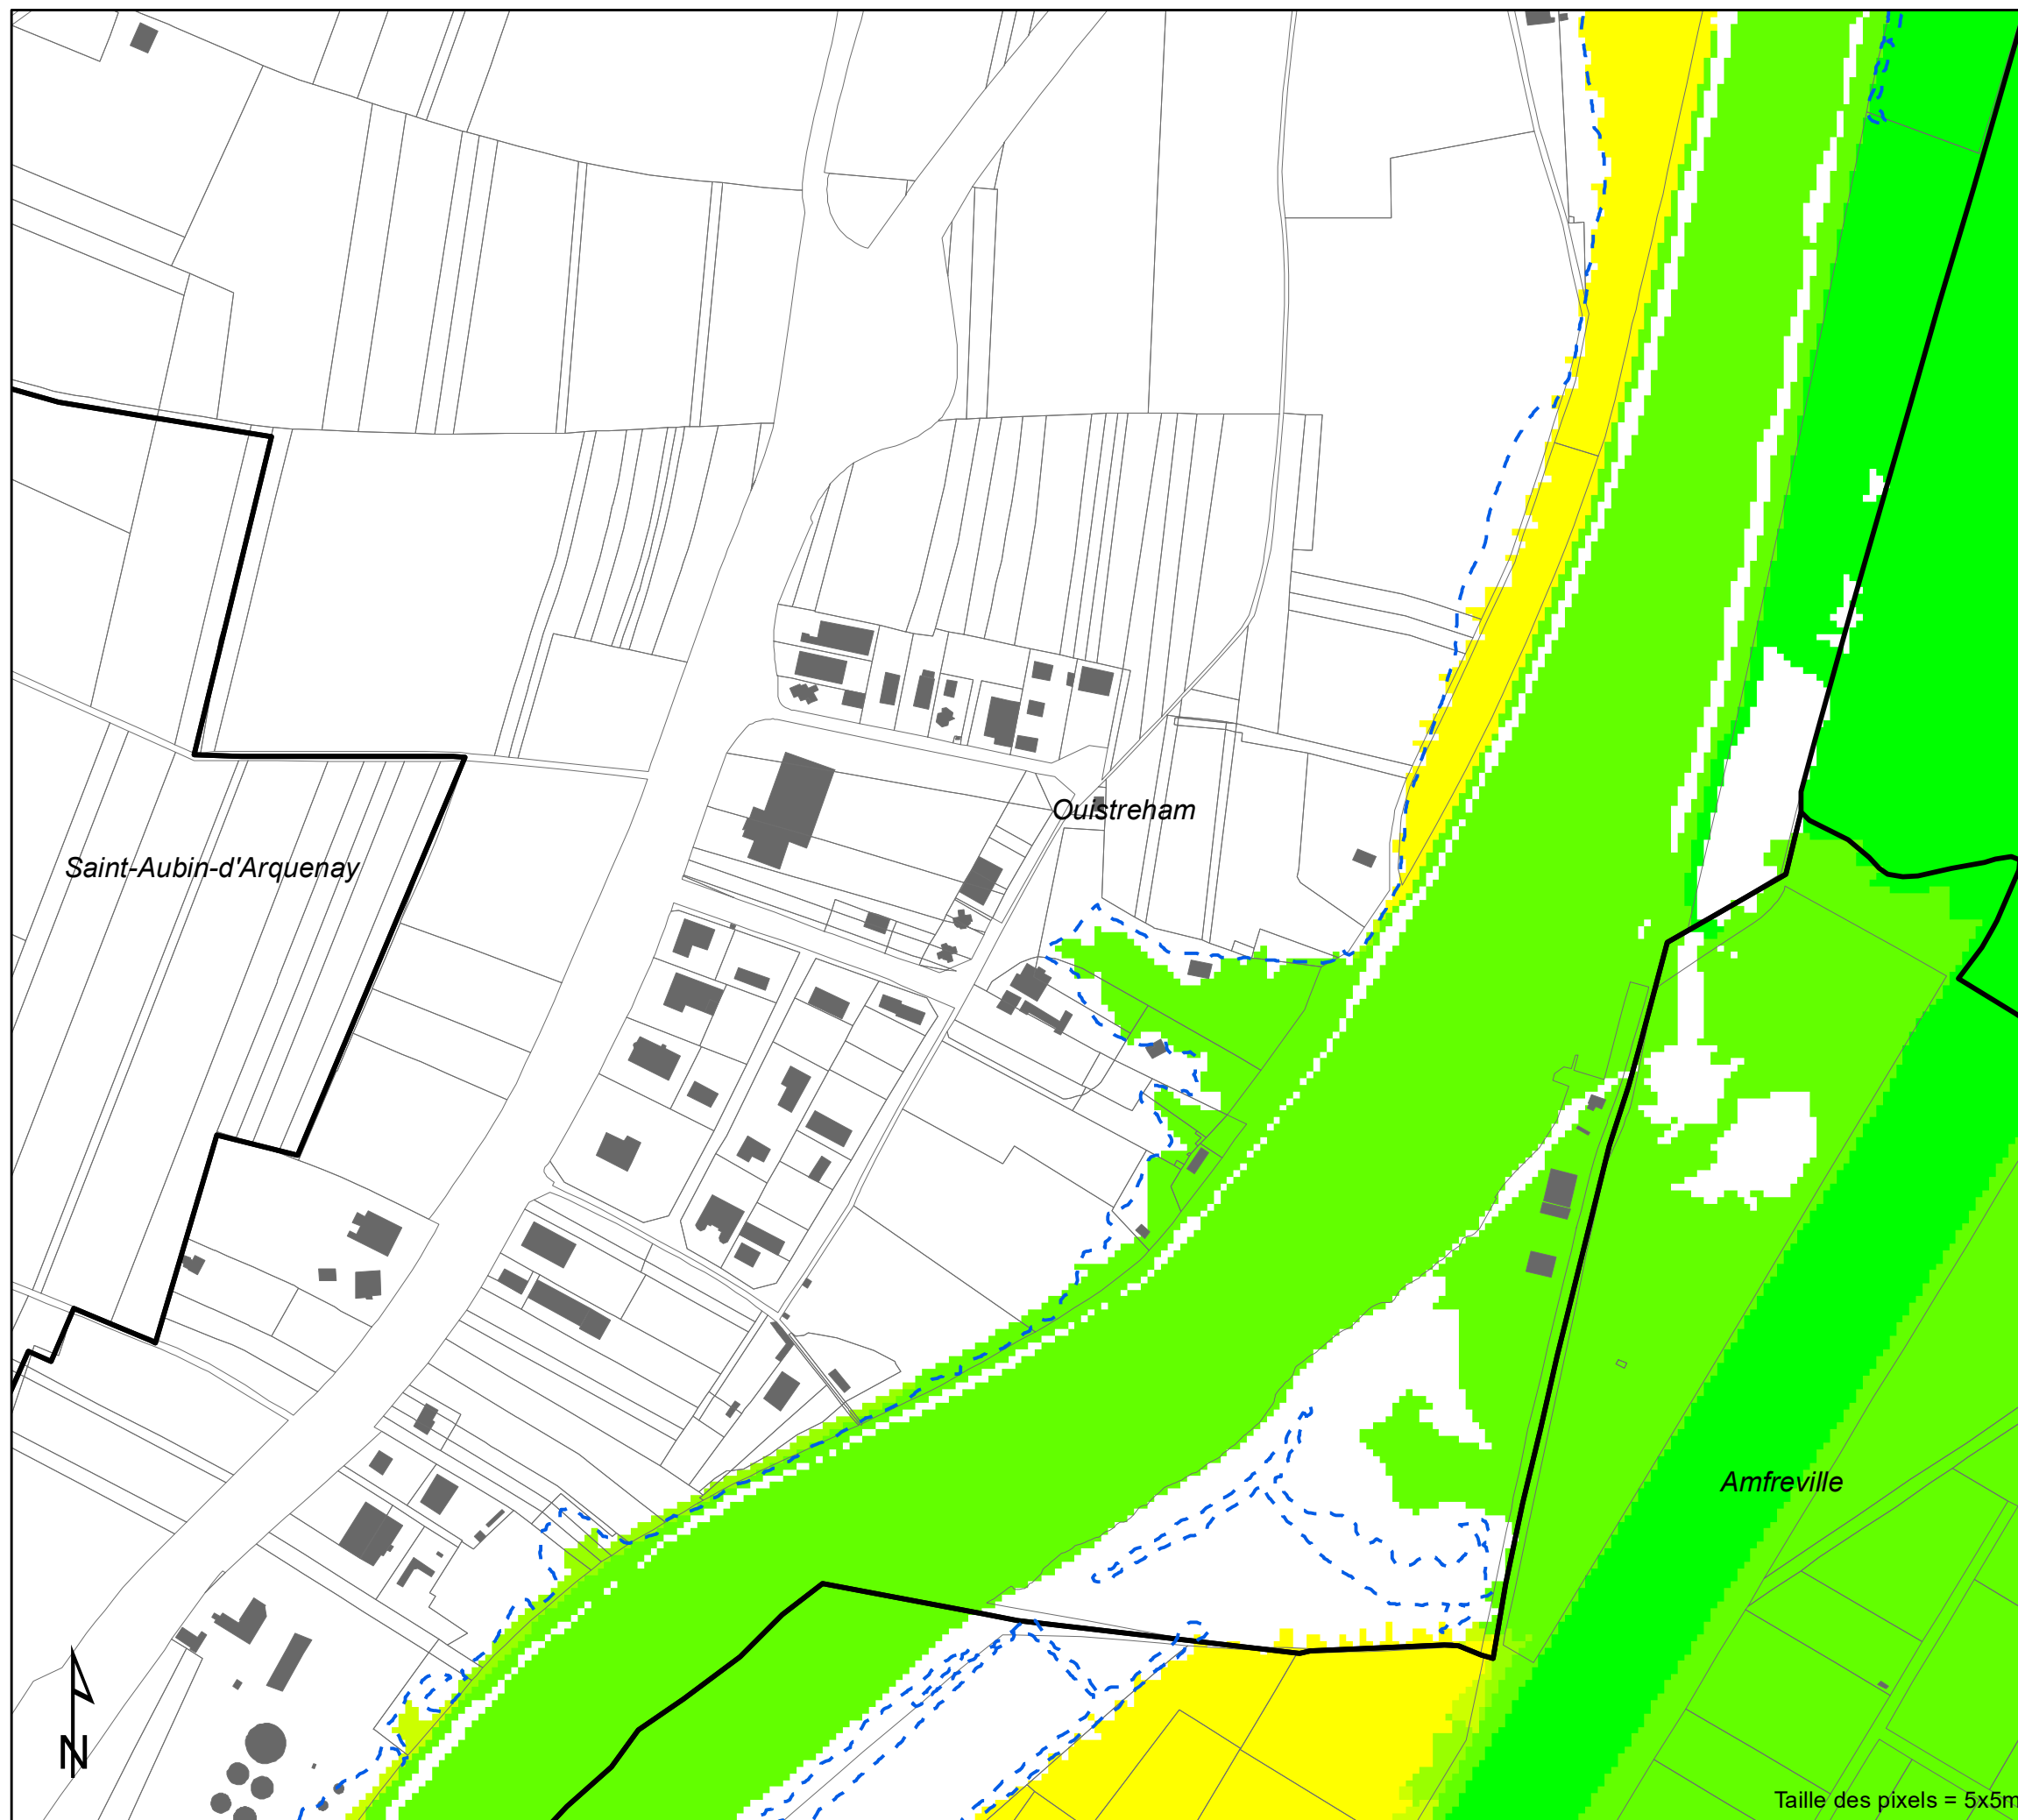 Ouistreham
Saint-Aubin-d'Arquenay
Amfreville
N
Taille des pixels = 5x5m